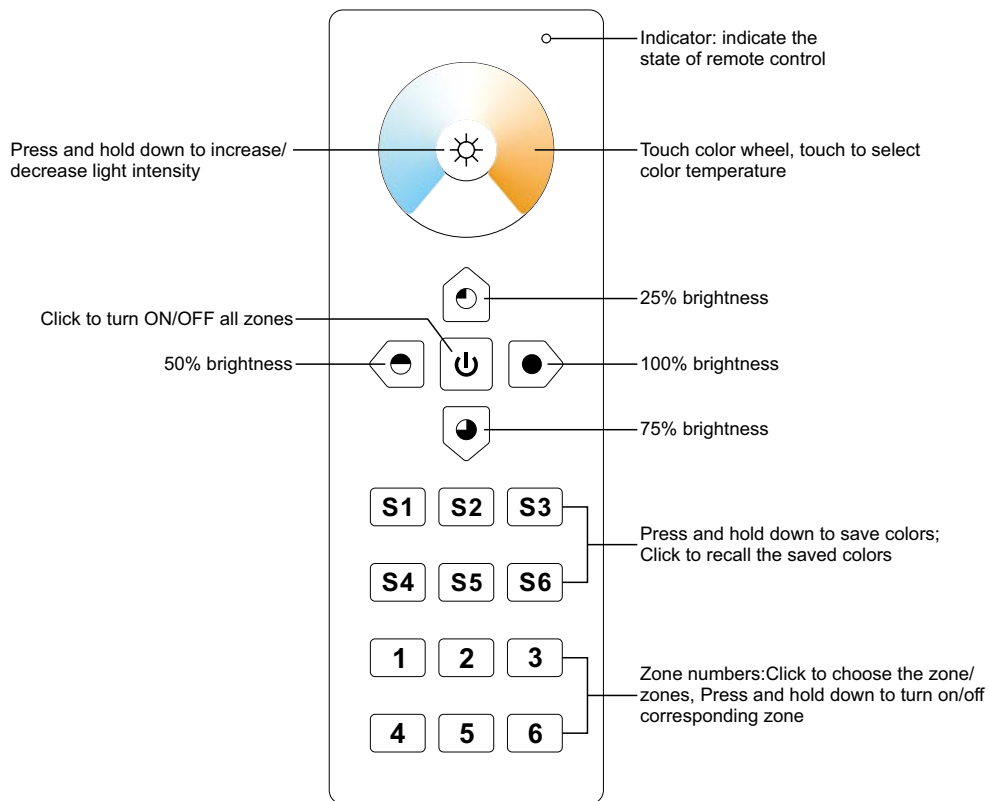 Indicator: indicate the
state of remote control
Press and hold down to increase/
decrease light intensity
Touch color wheel, touch to select
color temperature
25% brightness
Click to turn ON/OFF all zones
50% brightness
100% brightness
75% brightness
S1 S2 S3
Press and hold down to save colors;
Click to recall the saved colors
S4 S5 S6
1 2 3
Zone numbers:Click to choose the zone/
zones, Press and hold down to turn on/off
corresponding zone
4 5 6